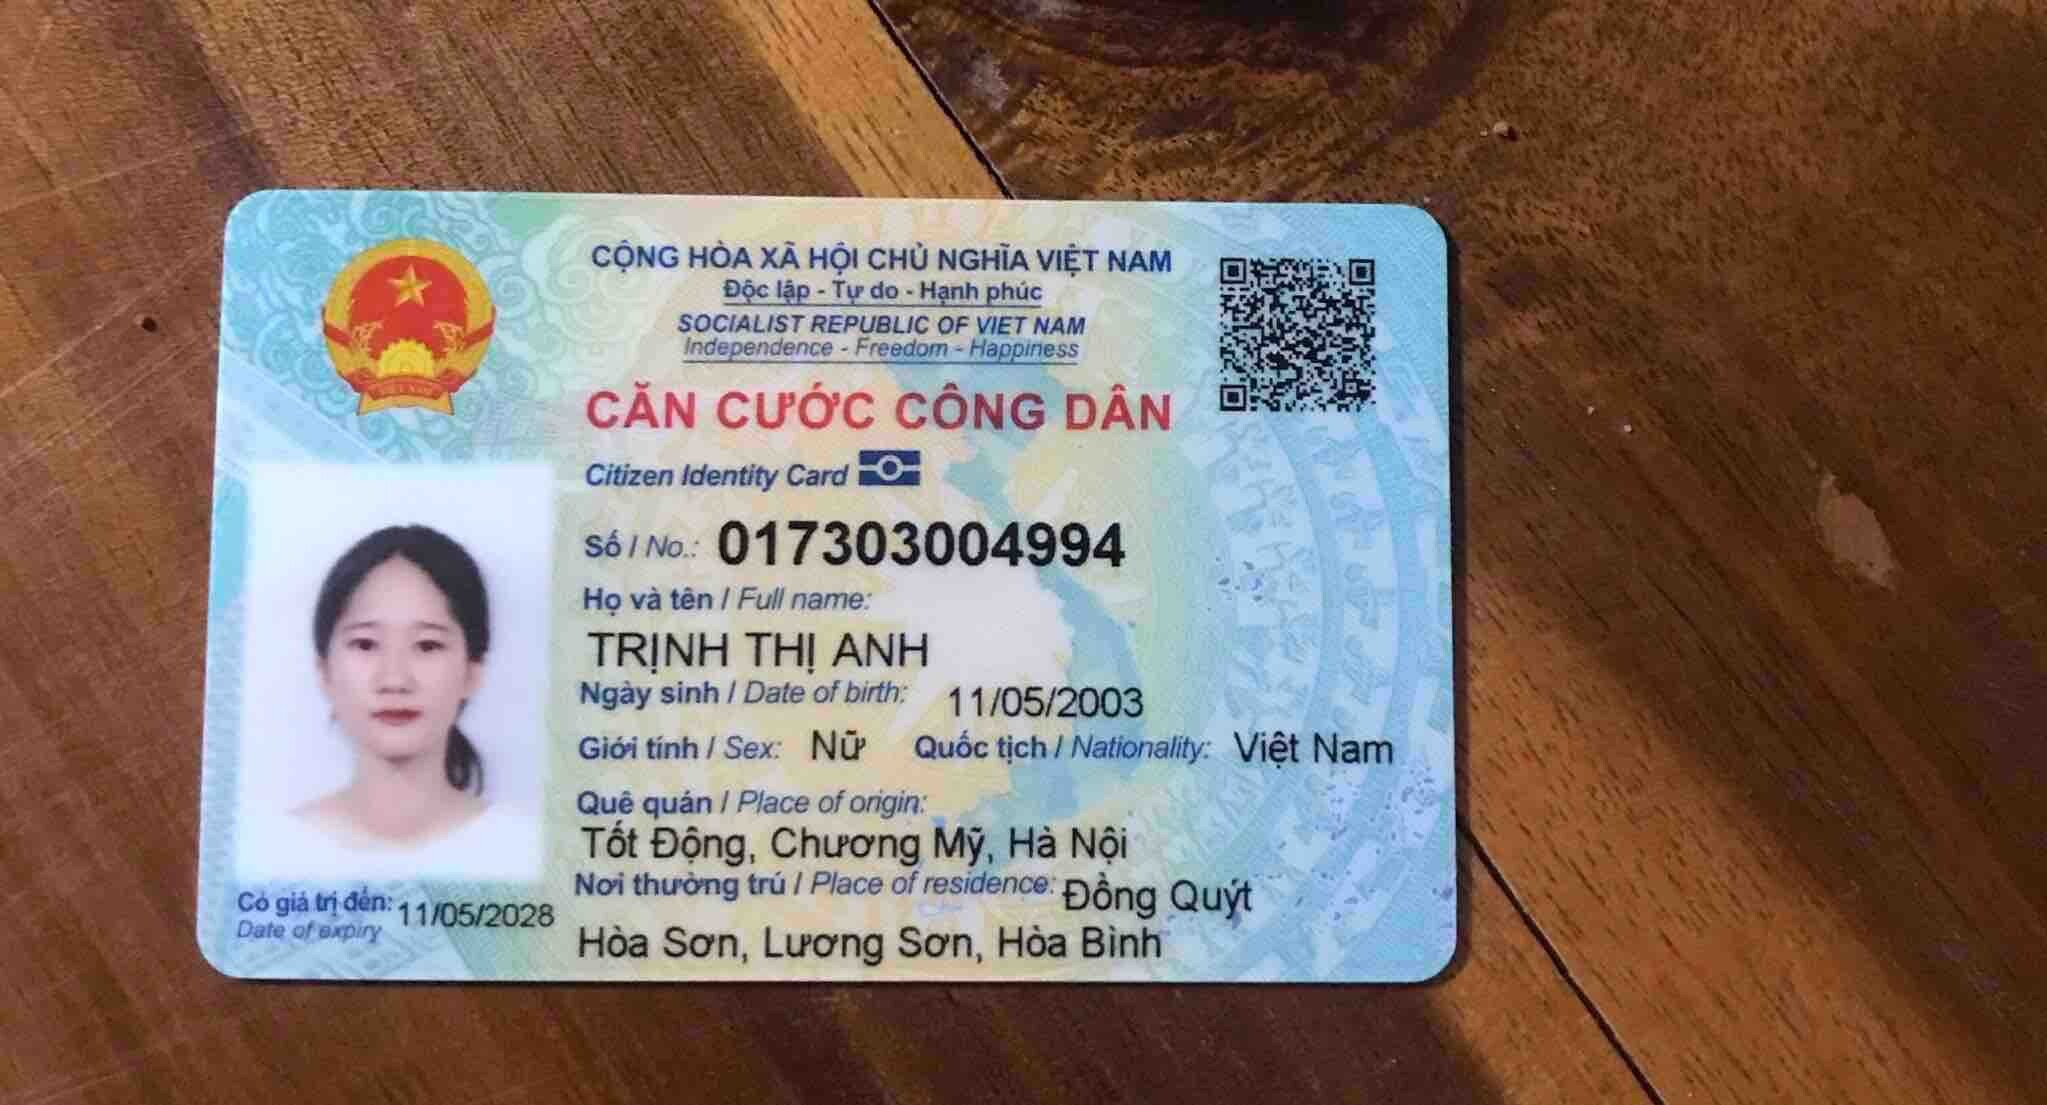 CỘNG HÒA XÃ HỘI CHỦ NGHĨA VIỆT NAM
Độc lập - Tự do - Hạnh phúc
SOCIALIST REPUBLIC OF VIET NAM
Independence - Freedom - Happiness
CĂN CƯỚC CÔNG DÂN
Citizen Identity Card
Số / No.: 017303004994
Họ và tên / Full name:
TRỊNH THỊ ANH
Ngày sinh / Date of birth: 11/05/2003
Giới tính / Sex: Nữ Quốc tịch / Nationality: Việt Nam
Quê quán / Place of origin:
Tốt Động, Chương Mỹ, Hà Nội
Nơi thường trú / Place of residence: Đồng Quýt
Hòa Sơn, Lương Sơn, Hòa Bình
Có giá trị đến: 11/05/2028
Date of expiry